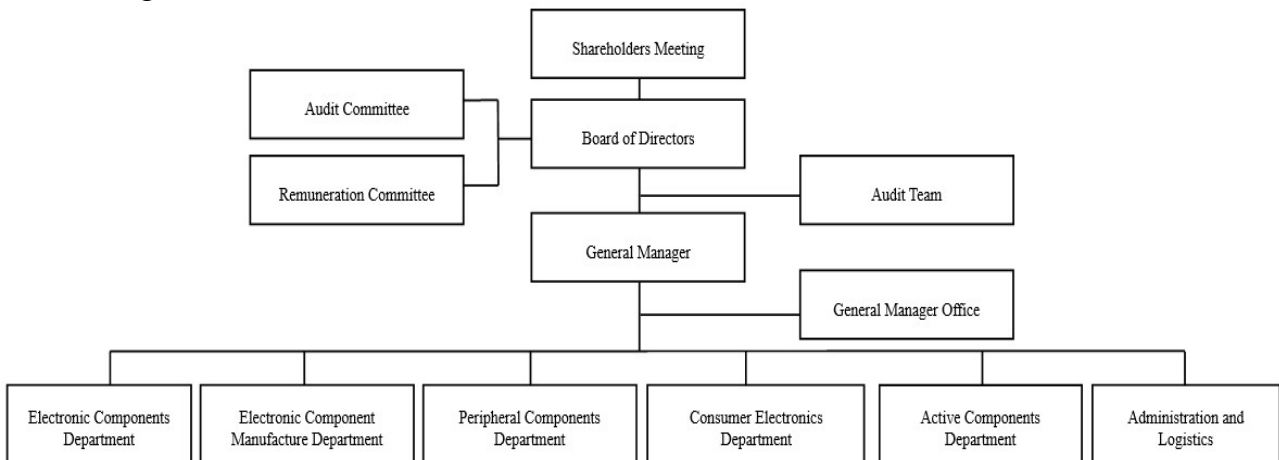 Shareholders Meeting
Audit Committee
Board of Directors
Remuneration Committee
Audit Team
General Manager
General Manager Office
Electronic Components
Department
Electronic Component
Manufacture Department
Peripheral Components
Department
Consumer Electronics
Department
Active Components
Department
Administration and
Logistics